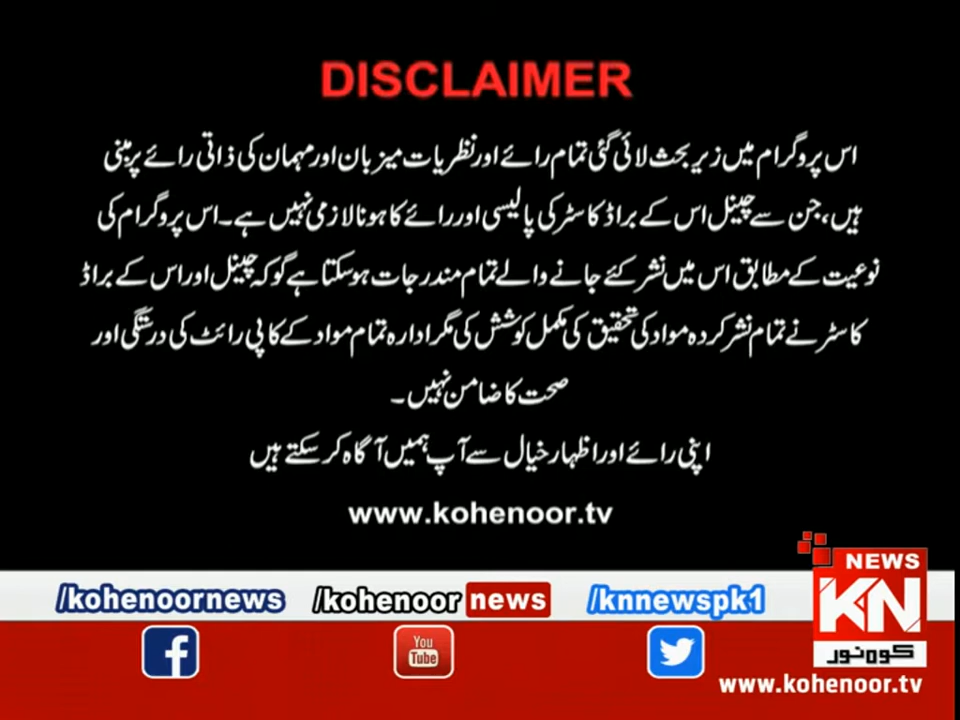 DISCLAIMER
اس پروگرام میں زیر بحث لائی گئی تمام رائے اور نظریات میزبان اور مہمان کی ذاتی رائے پر مبنی
ہیں، جن سے چینل اس کے براڈ کاسٹر کی پالیسی اور رائے کا ہونا لازمی نہیں ہے۔ اس پروگرام کی
نوعیت کے مطابق اس میں نشر کئے جانے والے تمام مندرجات ہو سکتا ہے گو کہ چینل اور اس کے براڈ
کاسٹر نے تمام نشر کردہ مواد کی تحقیق کی مکمل کوشش کی مگر ادارہ تمام مواد کے کاپی رائٹ کی درستگی اور
صحت کا ضامن نہیں۔
اپنی رائے اور اظہار خیال سے آپ ہمیں آگاہ کر سکتے ہیں
www.kohenoor.tv
/kohenoornews
/kohenoor news
/knnewspk1
f
You Tube
NEWS
KN
کوہ نور
www.kohenoor.tv